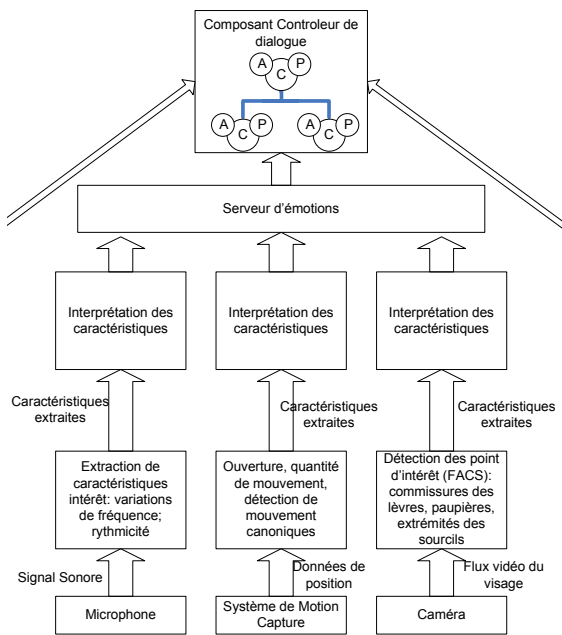 Composant Controleur de
dialogue
A
P
C
A
P
C
A
P
C
Serveur d'émotions
Interprétation des
caractéristiques
Interprétation des
caractéristiques
Interprétation des
caractéristiques
Caractéristiques
extraites
Caractéristiques
extraites
Caractéristiques
extraites
Extraction de
caractéristiques
intérêt: variations
de fréquence;
rythmicité
Ouverture, quantité
de mouvement,
détection de
mouvement
canoniques
Détection des point
d'intérêt (FACS):
commissures des
lèvres, paupières,
extrémités des
sourcils
Signal Sonore
Données de
position
Flux vidéo du
visage
Microphone
Système de Motion
Capture
Caméra